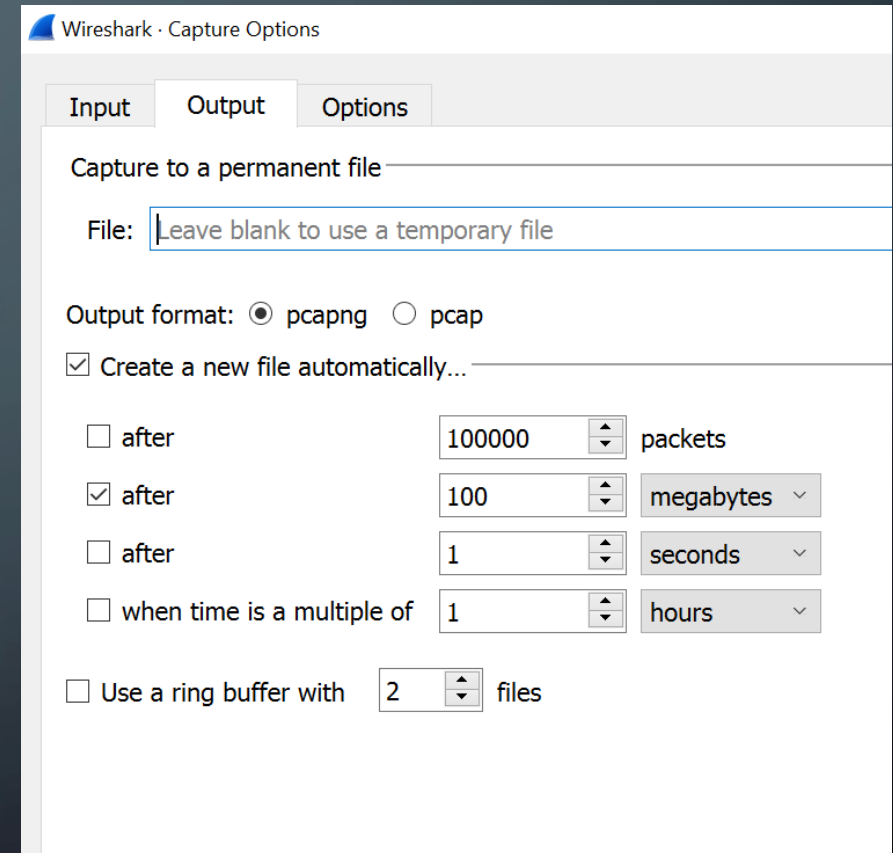 Wireshark · Capture Options
Input Output Options
Capture to a permanent file
File: Leave blank to use a temporary file
Output format: pcapng pcap
Create a new file automatically...
after 100000 packets
after 100 megabytes
after 1 seconds
when time is a multiple of 1 hours
Use a ring buffer with 2 files